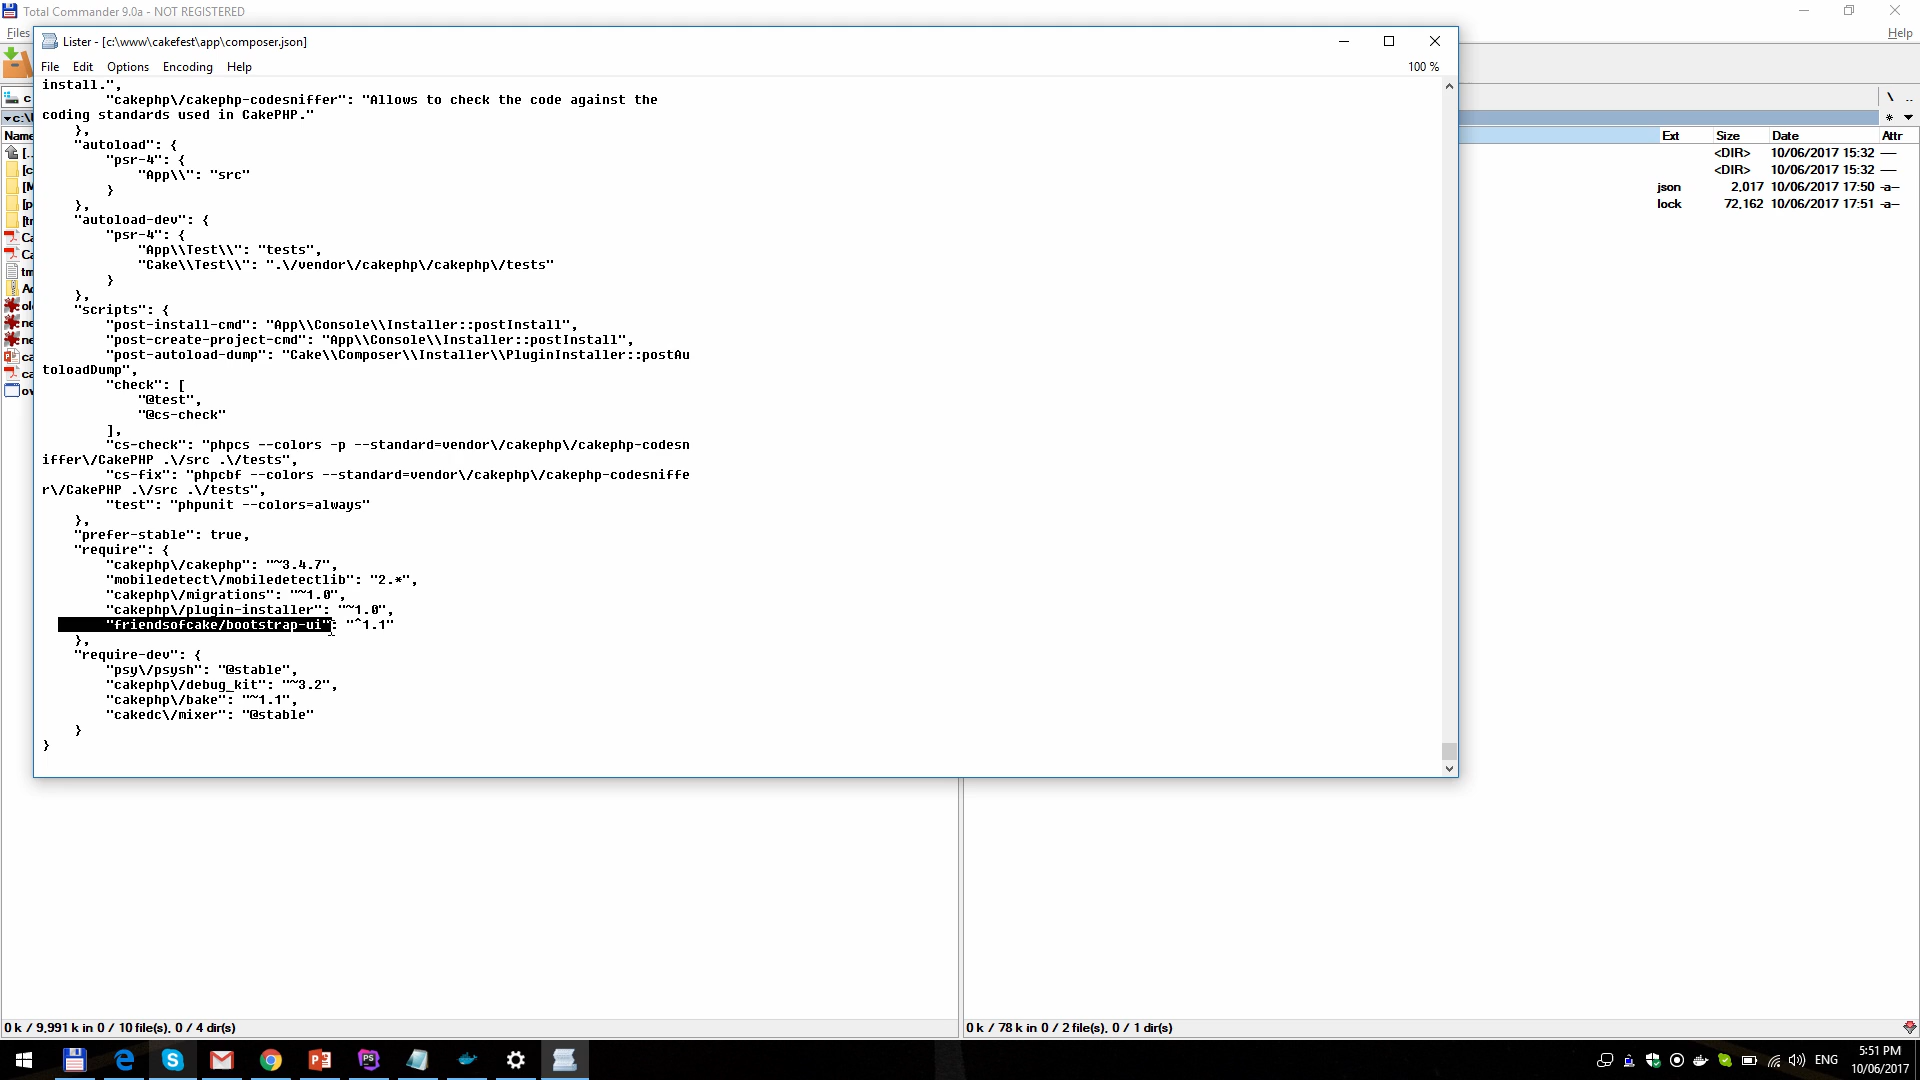 Total Commander 9.0a - NOT REGISTERED
Files
Help
Lister - [c:\www\cakefest\app\composer.json]
File Edit Options Encoding Help
100 %
install.",
"cakephp\/cakephp-codesniffer": "Allows to check the code against the
coding standards used in CakePHP."
},
"autoload": {
"psr-4": {
"App\\": "src"
}
},
"autoload-dev": {
"psr-4": {
"App\\Test\\": "tests",
"Cake\\Test\\": ".\/vendor\/cakephp\/cakephp\/tests"
}
},
"scripts": {
"post-install-cmd": "App\\Console\\Installer::postInstall",
"post-create-project-cmd": "App\\Console\\Installer::postInstall",
"post-autoload-dump": "Cake\\Composer\\Installer\\PluginInstaller::postAu
toloadDump",
"check": [
"@test",
"@cs-check"
],
"cs-check": "phpcs --colors -p --standard=vendor\/cakephp\/cakephp-codesn
iffer\/CakePHP .\/src .\/tests",
"cs-fix": "phpcbf --colors --standard=vendor\/cakephp\/cakephp-codesniffe
r\/CakePHP .\/src .\/tests",
"test": "phpunit --colors=always"
},
"prefer-stable": true,
"require": {
"cakephp\/cakephp": "~3.4.7",
"mobiledetect\/mobiledetectlib": "2.*",
"cakephp\/migrations": "~1.0",
"cakephp\/plugin-installer": "~1.0",
"friendsofcake/bootstrap-ui": "^1.1"
},
"require-dev": {
"psy\/psysh": "@stable",
"cakephp\/debug_kit": "~3.2",
"cakephp\/bake": "~1.1",
"cakedc\/mixer": "@stable"
}
}
c
\ ..
c:\
* 
Name
Ext Size Date Attr
<DIR> 10/06/2017 15:32 ----
<DIR> 10/06/2017 15:32 ----
json 2,017 10/06/2017 17:50 -a--
lock 72,162 10/06/2017 17:51 -a--
0 k / 9,991 k in 0 / 10 file(s), 0 / 4 dir(s)
0 k / 78 k in 0 / 2 file(s), 0 / 1 dir(s)
ENG
5:51 PM
10/06/2017